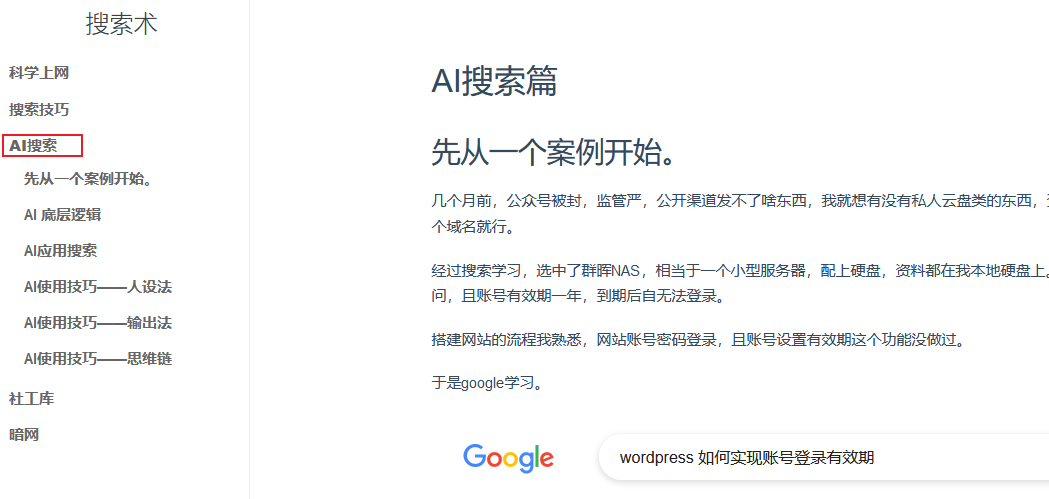 搜索术
科学上网
搜索技巧
AI搜索
先从一个案例开始。
AI 底层逻辑
AI应用搜索
AI使用技巧——人设法
AI使用技巧——输出法
AI使用技巧——思维链
社工库
暗网
AI搜索篇
先从一个案例开始。
几个月前，公众号被封，监管严，公开渠道发不了啥东西，我就想有没有私人云盘类的东西，
个域名就行。
经过搜索学习，选中了群晖NAS，相当于一个小型服务器，配上硬盘，资料都在我本地硬盘上。
问，且账号有效期一年，到期后自无法登录。
搭建网站的流程我熟悉，网站账号密码登录，且账号设置有效期这个功能没做过。
于是google学习。
Google
wordpress 如何实现账号登录有效期